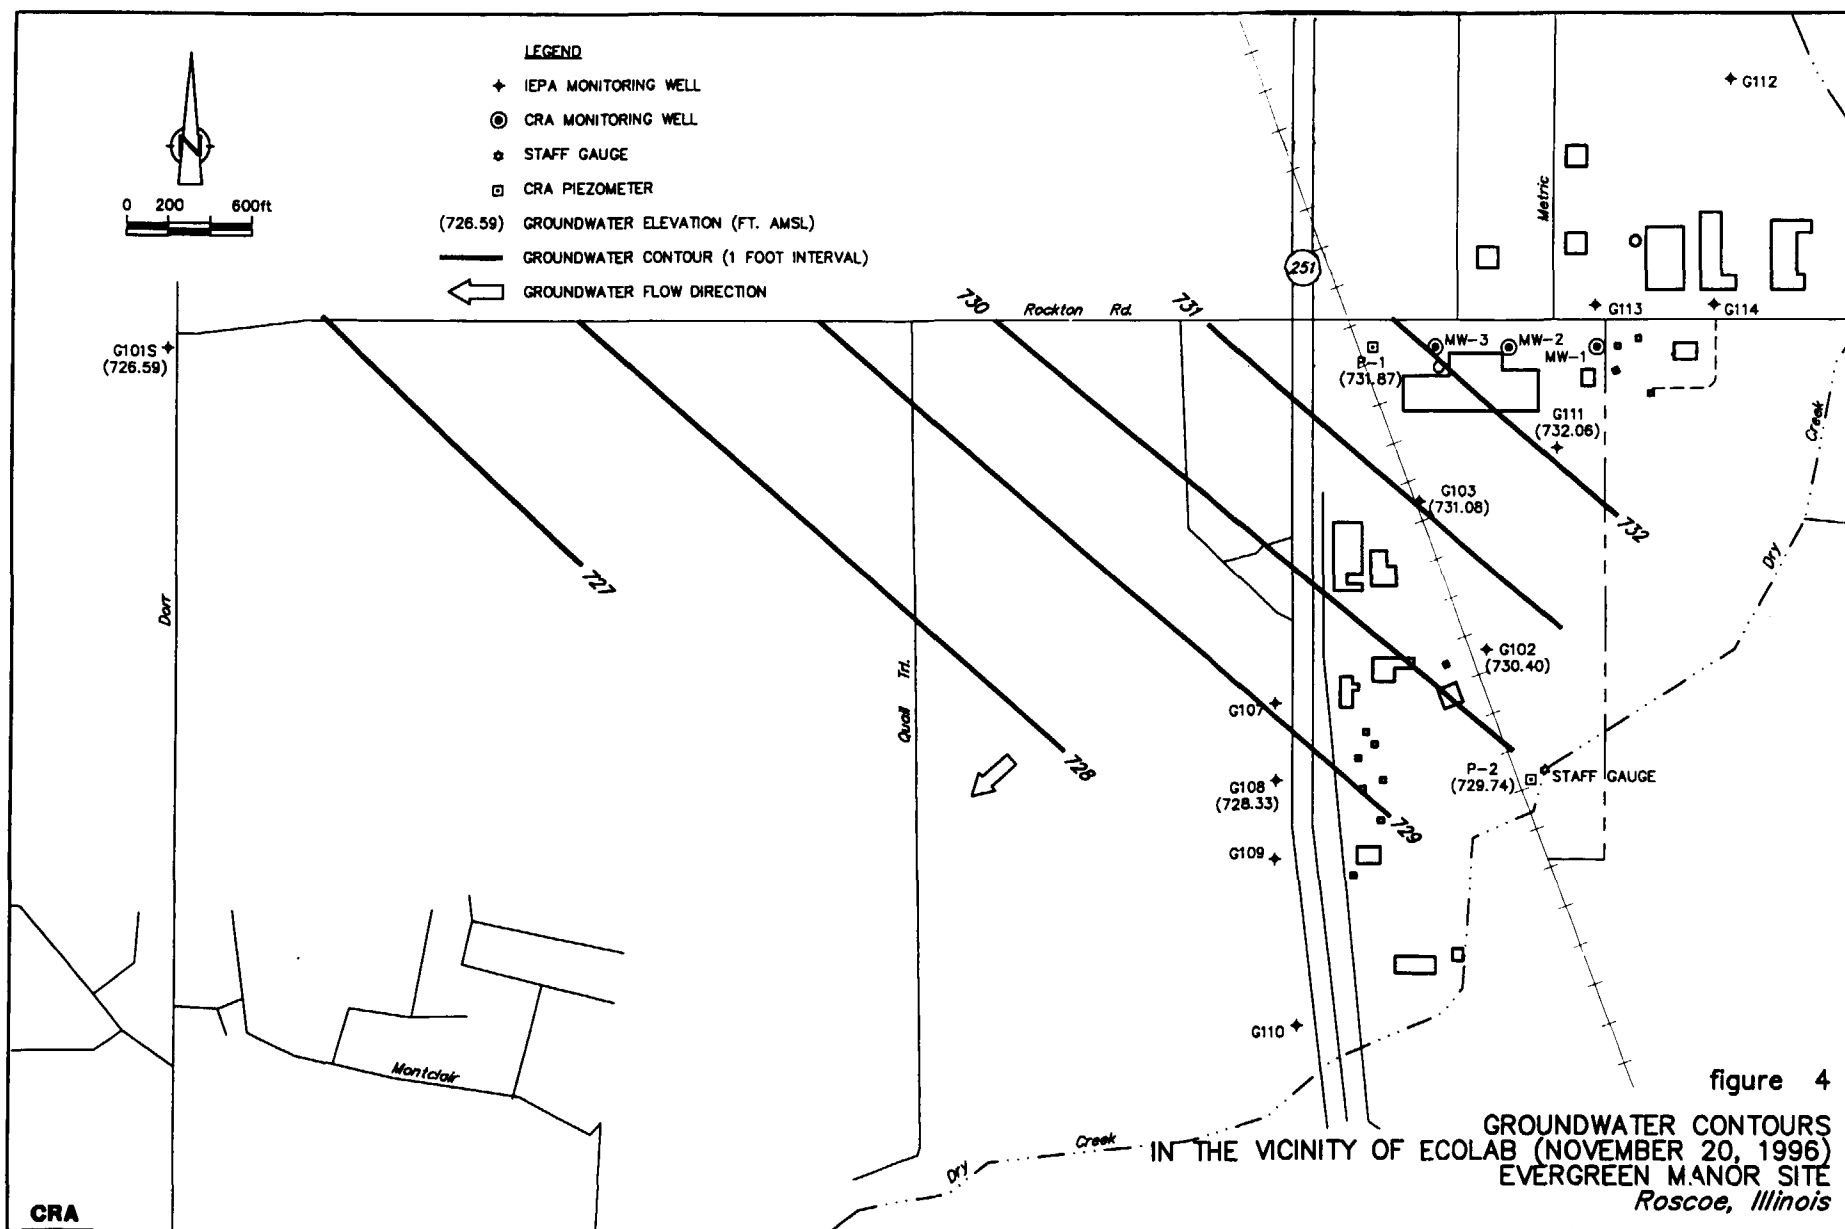 LEGEND
IEPA MONITORING WELL
CRA MONITORING WELL
STAFF GAUGE
CRA PIEZOMETER
(726.59) GROUNDWATER ELEVATION (FT. AMSL)
GROUNDWATER CONTOUR (1 FOOT INTERVAL)
GROUNDWATER FLOW DIRECTION
N
0 200 600ft
G112
Metric
251
G113
G114
730
Rockton Rd.
731
G101S
(726.59)
MW-3
MW-2
MW-1
P-1
(731.87)
G111
(732.06)
Creek
G103
(731.08)
732
Dry
727
Dorr
G102
(730.40)
Quail Trl.
G107
728
P-2
(729.74)
STAFF GAUGE
G108
(728.33)
729
G109
G110
Montclair
Creek
Dry
figure 4
GROUNDWATER CONTOURS
IN THE VICINITY OF ECOLAB (NOVEMBER 20, 1996)
EVERGREEN MANOR SITE
Roscoe, Illinois
CRA